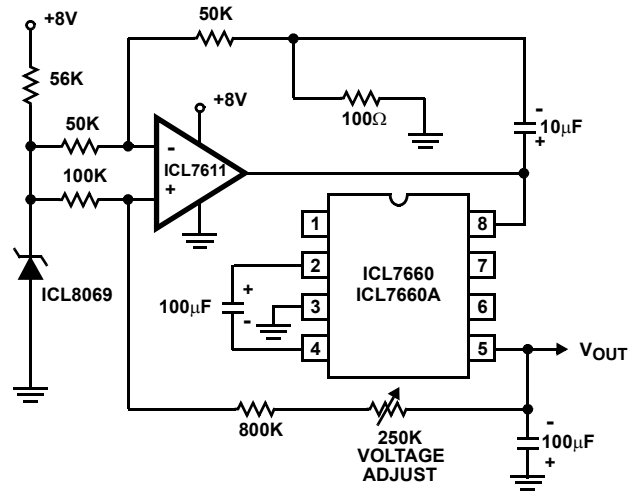 +8V
50K
56K
+8V
100Ω
-
10µF
+
50K
-
ICL7611
+
100K
ICL8069
1
8
2
ICL7660
ICL7660A
7
+
100µF
-
3
6
4
5
VOUT
800K
250K
VOLTAGE
ADJUST
-
100µF
+